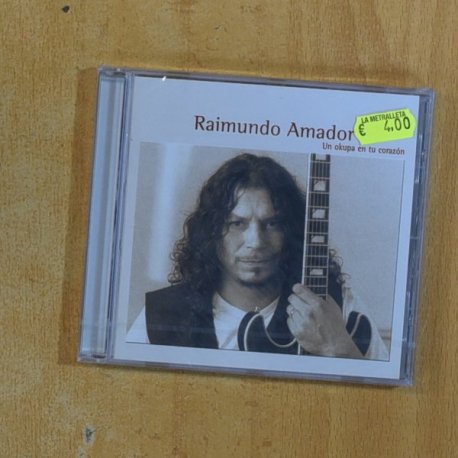 LA METRALLETA
€ 4,00
Raimundo Amador
Un okupa en tu corazón